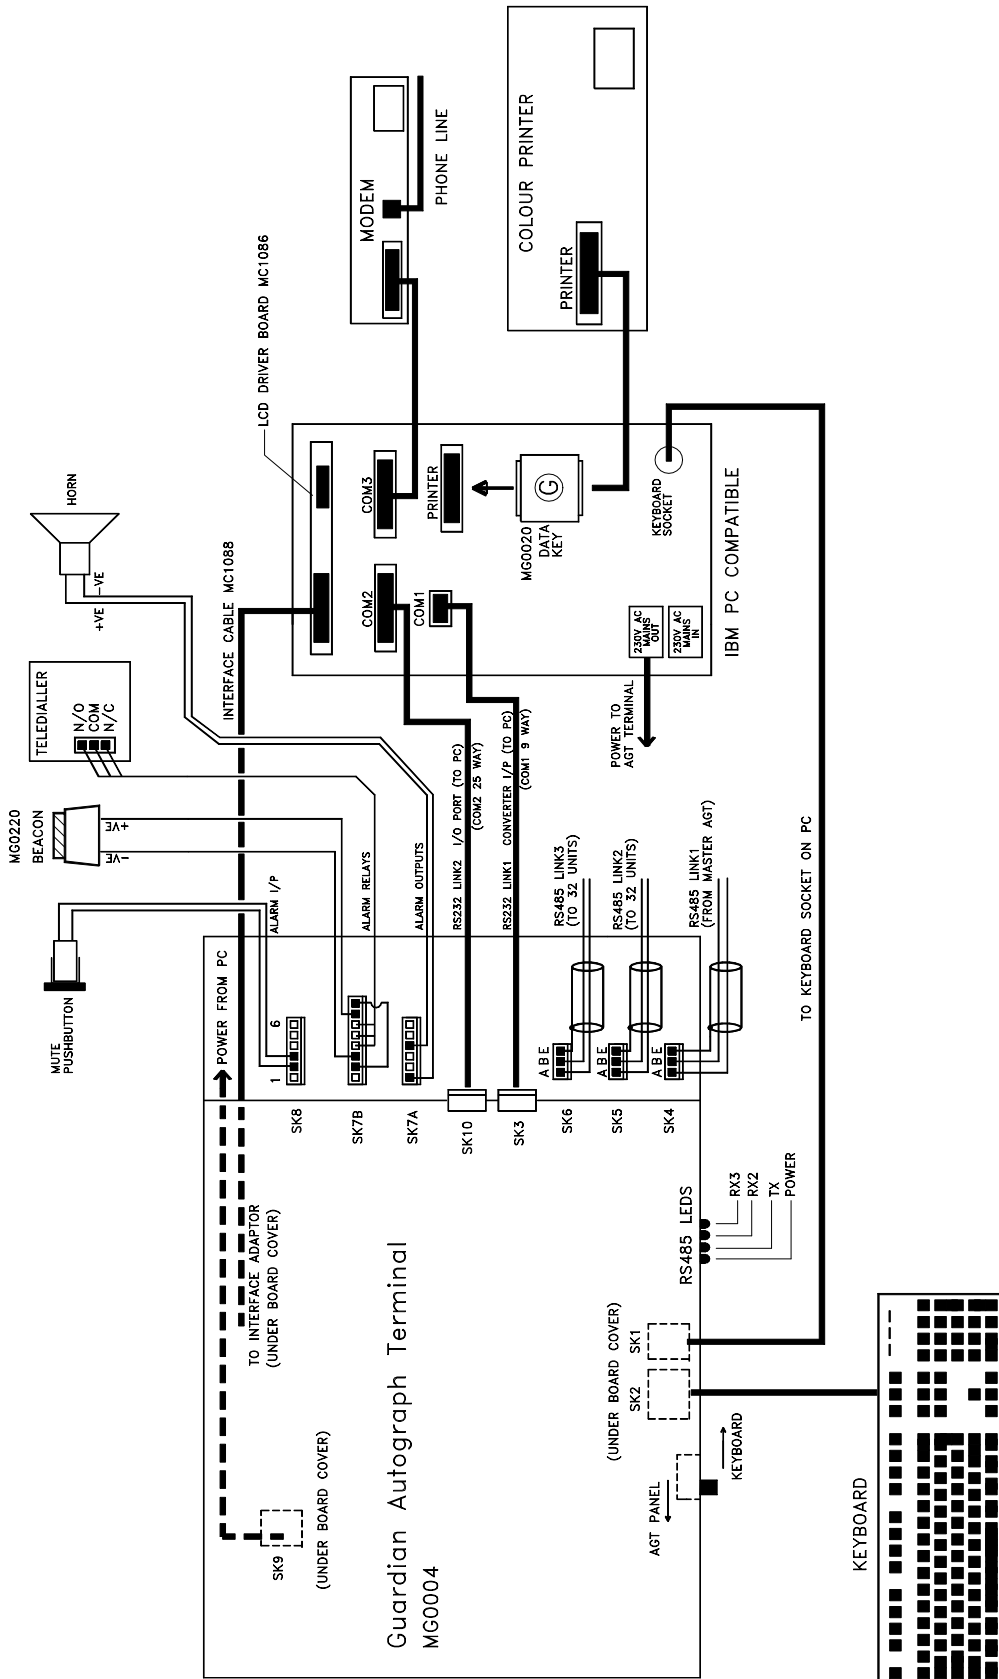 COLOUR PRINTER
PRINTER
MODEM
PHONE LINE
LCD DRIVER BOARD MC1086
HORN
+VE
-VE
INTERFACE CABLE MC1088
TELEDIALLER
N/O
COM
N/C
MG0220
BEACON
+VE
-VE
MUTE
PUSHBUTTON
COM3
PRINTER
COM2
COM1
G
MG0020
DATA
KEY
KEYBOARD
SOCKET
230V AC
MAINS
OUT
230V AC
MAINS
IN
IBM PC COMPATIBLE
POWER TO
AGT TERMINAL
POWER FROM PC
ALARM I/P
ALARM RELAYS
ALARM OUTPUTS
RS232 LINK2 I/O PORT (TO PC)
(COM2 25 WAY)
RS232 LINK1 CONVERTER I/P (TO PC)
(COM1 9 WAY)
RS485 LINK3
(TO 32 UNITS)
RS485 LINK2
(TO 32 UNITS)
RS485 LINK1
(FROM MASTER AGT)
TO KEYBOARD SOCKET ON PC
1 6
A B E
A B E
A B E
SK8
SK7B
SK7A
SK10
SK3
SK6
SK5
SK4
RS485 LEDS
RX3
RX2
TX
POWER
TO INTERFACE ADAPTOR
(UNDER BOARD COVER)
SK9
(UNDER BOARD COVER)
Guardian Autograph Terminal
MG0004
(UNDER BOARD COVER)
SK2 SK1
AGT PANEL
KEYBOARD
KEYBOARD